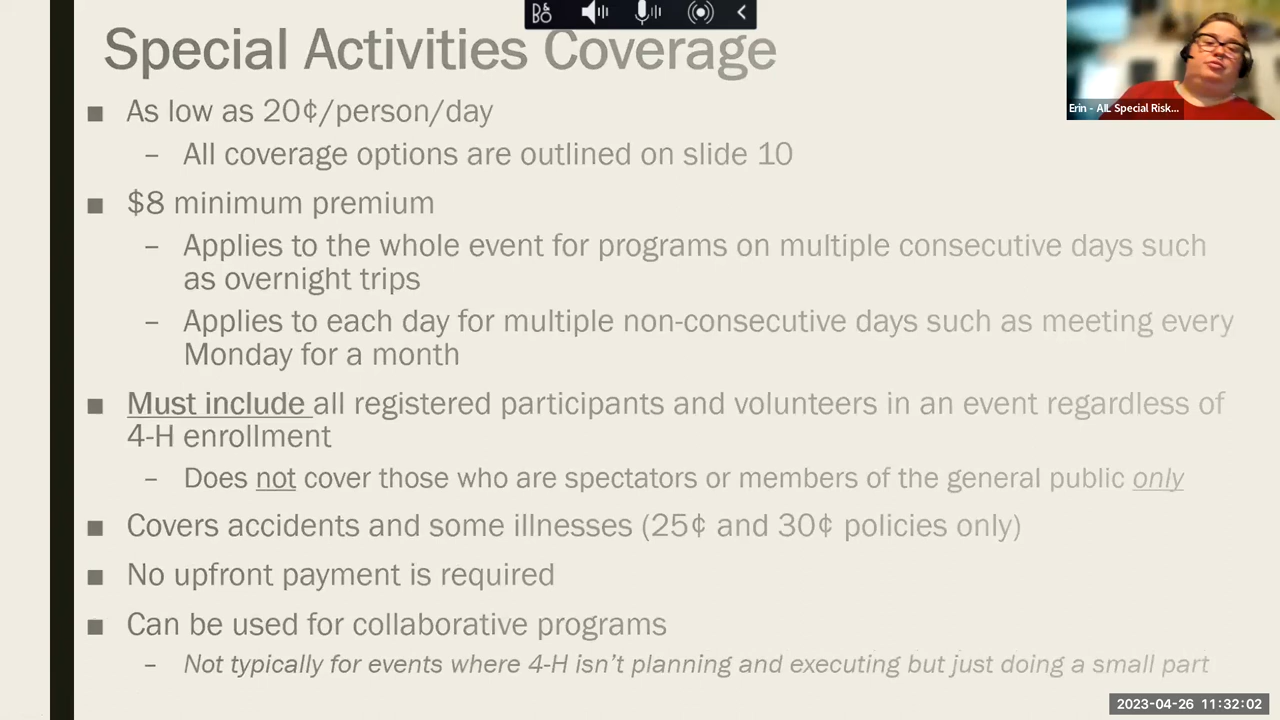 Special Activities Coverage
Erin - AIL Special Risk...
■ As low as 20¢/person/day
– All coverage options are outlined on slide 10
■ $8 minimum premium
– Applies to the whole event for programs on multiple consecutive days such
as overnight trips
– Applies to each day for multiple non-consecutive days such as meeting every
Monday for a month
■ Must include all registered participants and volunteers in an event regardless of
4-H enrollment
– Does not cover those who are spectators or members of the general public only
■ Covers accidents and some illnesses (25¢ and 30¢ policies only)
■ No upfront payment is required
■ Can be used for collaborative programs
– Not typically for events where 4-H isn't planning and executing but just doing a small part
2023-04-26 11:32:02